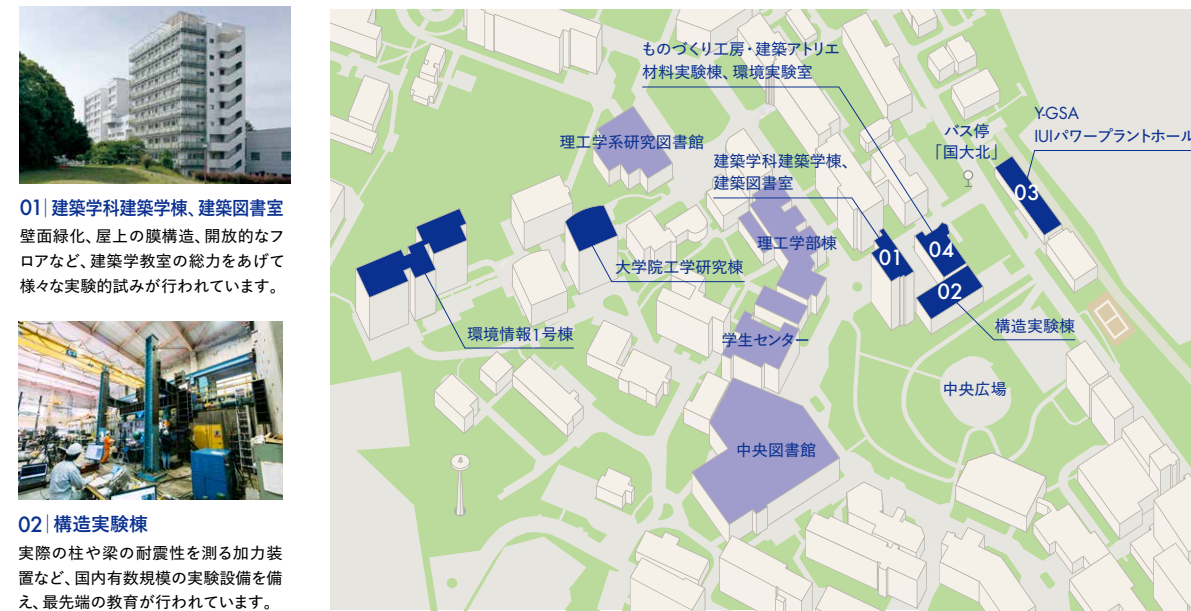 01|建築学科建築学棟、建築図書室
壁面緑化、屋上の膜構造、開放的なフ
ロアなど、建築学教室の総力をあげて
様々な実験的試みが行われています。
02|構造実験棟
実際の柱や梁の耐震性を測る加力装
置など、国内有数規模の実験設備を備
え、最先端の教育が行われています。
ものづくり工房・建築アトリエ
材料実験棟、環境実験室
Y-GSA
IUIパワープラントホール
バス停
「国大北」
理工学系研究図書館
建築学科建築学棟、
建築図書室
03
理工学部棟
04
01
大学院工学研究棟
02
環境情報1号棟
構造実験棟
学生センター
中央広場
中央図書館